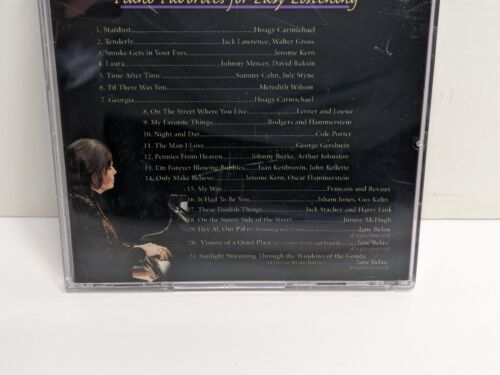 Piano Favorites for Easy Listening
1. Stardust Hoagy Carmichael
2. Tenderly Jack Lawrence, Walter Gross
3. Smoke Gets in Your Eyes Jerome Kern
4. Laura Johnny Mercer, David Raksin
5. Time After Time Sammy Cahn, Jule Styne
6. 'Til There Was You Meredith Wilson
7. Georgia Hoagy Carmichael
8. On The Street Where You Live Lerner and Loewe
9. My Favorite Things Rodgers and Hammerstein
10. Night and Day Cole Porter
11. The Man I Love George Gershwin
12. Pennies From Heaven Johnny Burke, Arthur Johnston
13. I'm Forever Blowing Bubbles Jaan Kenbrovin, John Kellette
14. Only Make Believe Jerome Kern, Oscar Hammerstein
15. My Way Francois and Revaux
16. It Had To Be You Isham Jones, Gus Kahn
17. These Foolish Things Jack Stachey and Harry Link
18. On the Sunny Side of the Street Jimmy McHugh
19. Hey Al, Our Pal Jane Belau
20. Visions of a Quiet Place Jane Belau
21. Sunlight Streaming Through the Windows of the Gonda
Jane Belau